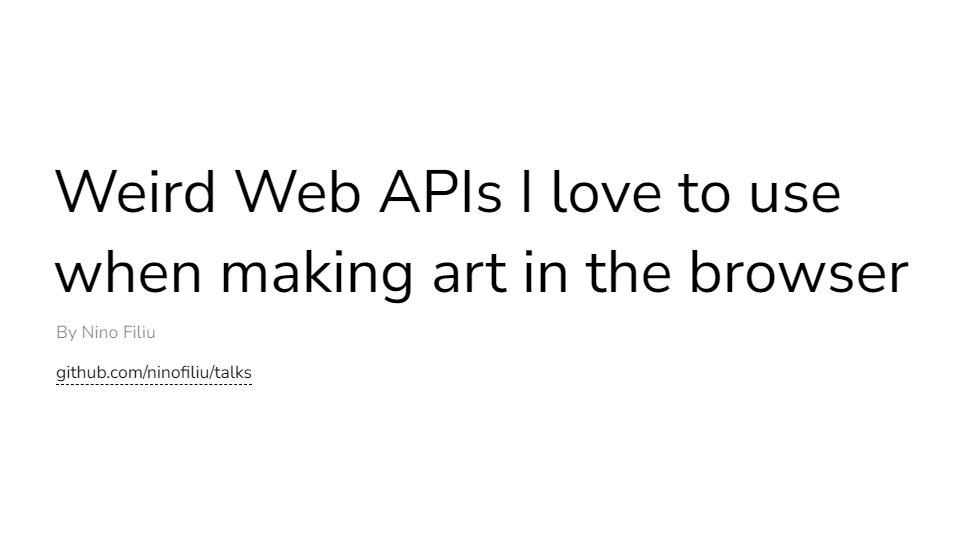 Weird Web APIs I love to use
when making art in the browser
By Nino Filiu
github.com/ninofiliu/talks